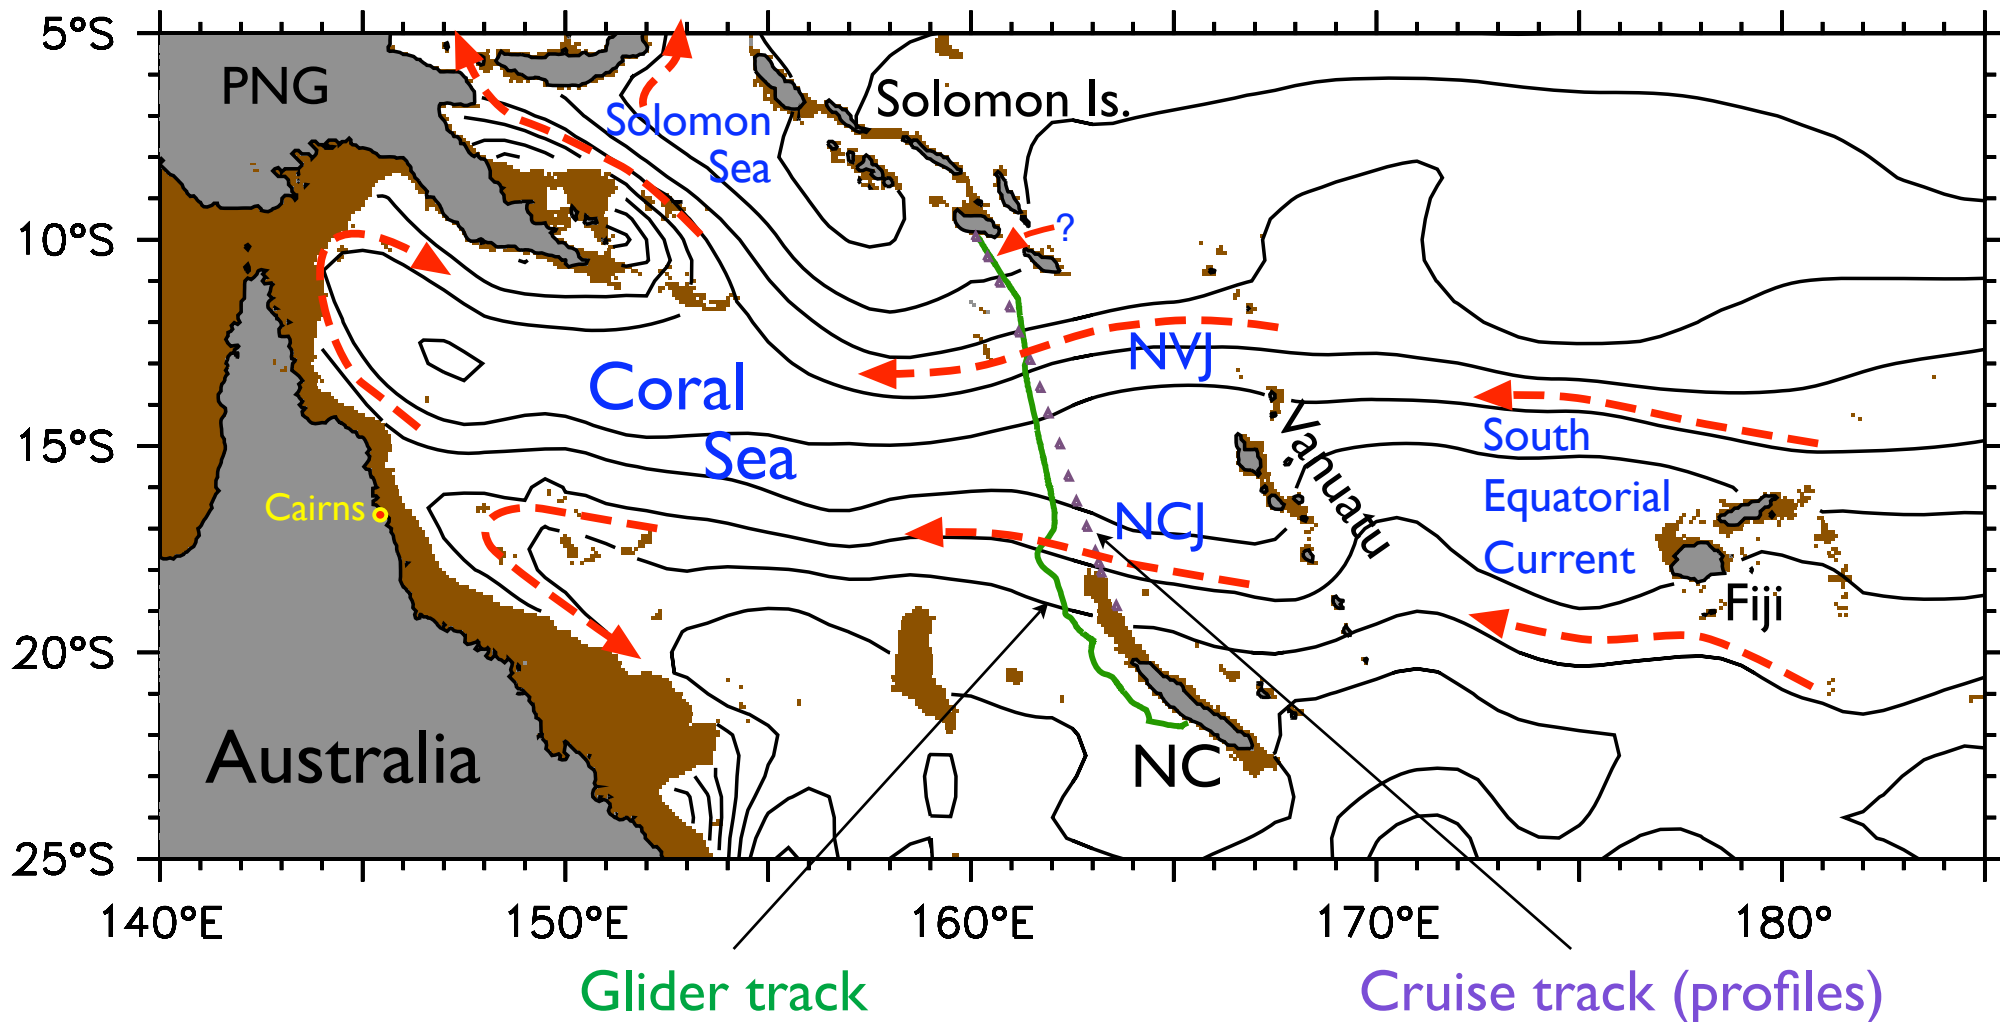 5°S
10°S
15°S
20°S
25°S
140°E
150°E
160°E
170°E
180°
PNG
Solomon Is.
Solomon
Sea
?
Coral
Sea
NVJ
NCJ
Vanuatu
South
Equatorial
Current
Fiji
Cairns
Australia
NC
Glider track
Cruise track (profiles)